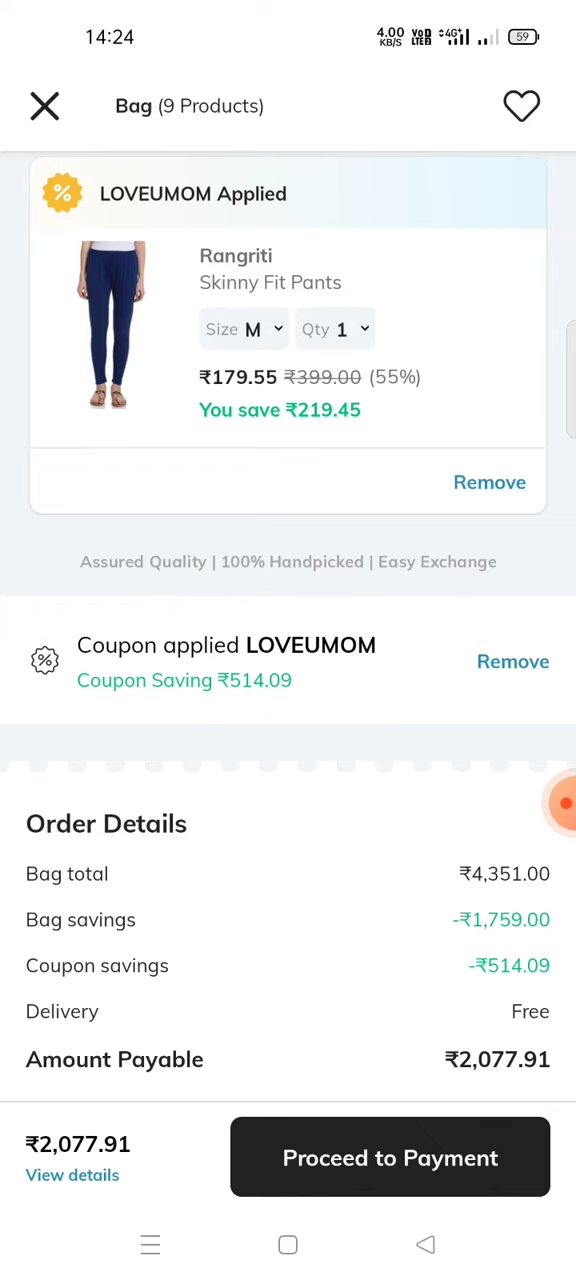 14:24
4.00 KB/S VoD LTE2 4G+ 59
Bag (9 Products)
LOVEUMOM Applied
Rangriti
Skinny Fit Pants
Size M Qty 1
₹179.55 ₹399.00 (55%)
You save ₹219.45
Remove
Assured Quality | 100% Handpicked | Easy Exchange
Coupon applied LOVEUMOM
Remove
Coupon Saving ₹514.09
Order Details
Bag total ₹4,351.00
Bag savings -₹1,759.00
Coupon savings -₹514.09
Delivery Free
Amount Payable ₹2,077.91
₹2,077.91
View details
Proceed to Payment